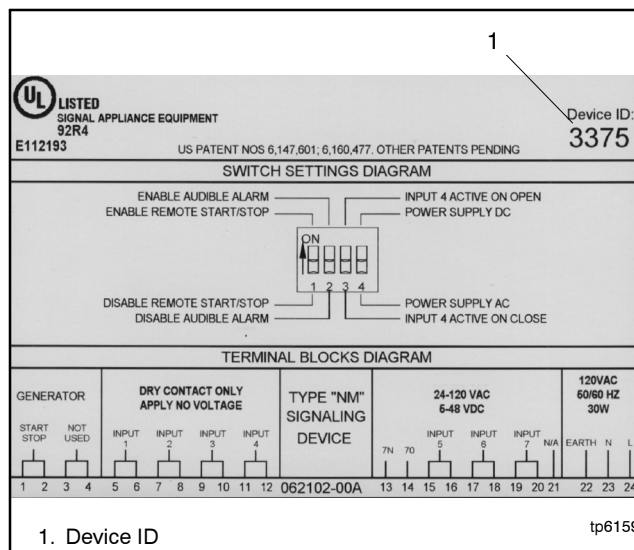 1
UL LISTED
SIGNAL APPLIANCE EQUIPMENT
92R4
E112193
US PATENT NOS 6,147,601; 6,160,477. OTHER PATENTS PENDING
Device ID:
3375
SWITCH SETTINGS DIAGRAM
ENABLE AUDIBLE ALARM
INPUT 4 ACTIVE ON OPEN
ENABLE REMOTE START/STOP
POWER SUPPLY DC
ON
1 2 3 4
DISABLE REMOTE START/STOP
POWER SUPPLY AC
DISABLE AUDIBLE ALARM
INPUT 4 ACTIVE ON CLOSE
TERMINAL BLOCKS DIAGRAM
GENERATOR
START STOP
NOT USED
DRY CONTACT ONLY
APPLY NO VOLTAGE
INPUT 1
INPUT 2
INPUT 3
INPUT 4
TYPE "NM"
SIGNALING
DEVICE
24-120 VAC
6-48 VDC
7N 70
INPUT 5
INPUT 6
INPUT 7
N/A
120VAC
50/60 HZ
30W
EARTH N L
1 2 3 4 5 6 7 8 9 10 11 12 062102-00A 13 14 15 16 17 18 19 20 21 22 23 24
1. Device ID
tp6159